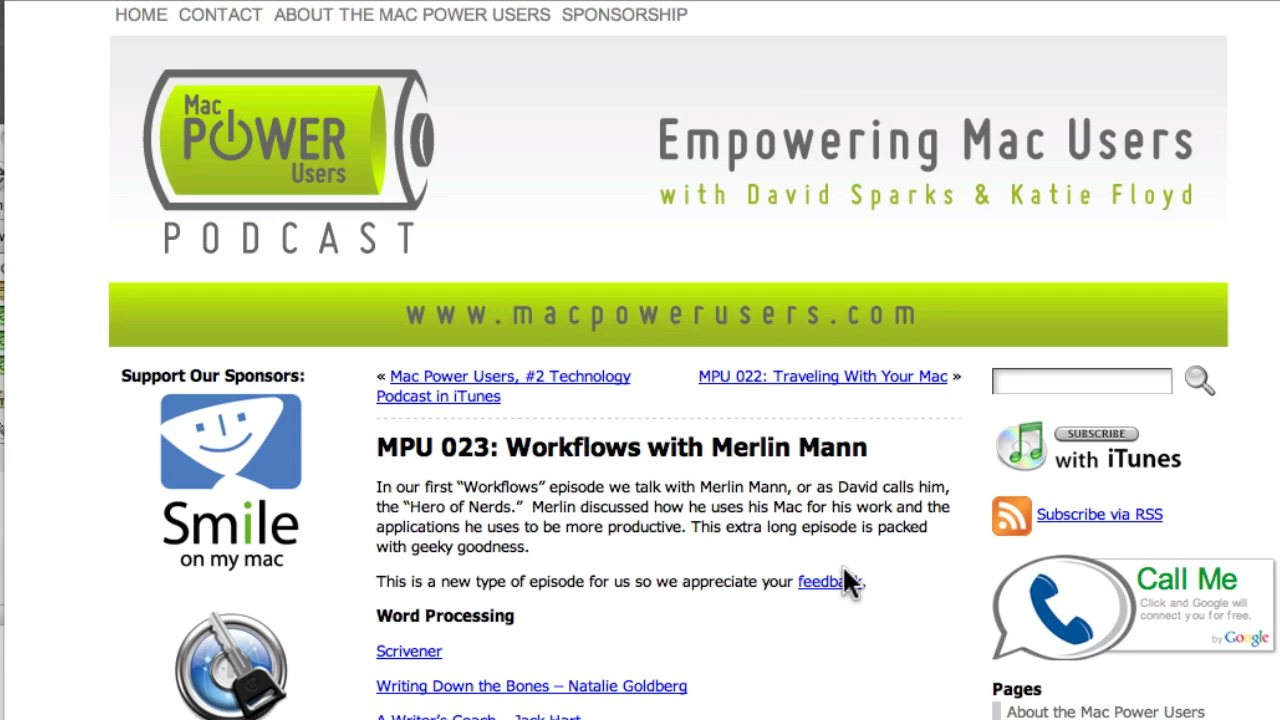 HOME CONTACT ABOUT THE MAC POWER USERS SPONSORSHIP
Mac
POWER
Users
PODCAST
Empowering Mac Users
with David Sparks & Katie Floyd
www.macpowerusers.com
Support Our Sponsors:
Smile
on my mac
« Mac Power Users, #2 Technology
Podcast in iTunes
MPU 022: Traveling With Your Mac »
MPU 023: Workflows with Merlin Mann
In our first “Workflows” episode we talk with Merlin Mann, or as David calls him,
the “Hero of Nerds.” Merlin discussed how he uses his Mac for his work and the
applications he uses to be more productive. This extra long episode is packed
with geeky goodness.
This is a new type of episode for us so we appreciate your feedback.
Word Processing
Scrivener
Writing Down the Bones – Natalie Goldberg
A Writer’s Coach – Jack Hart
SUBSCRIBE
with iTunes
Subscribe via RSS
Call Me
Click and Google will
connect you for free.
by Google
Pages
About the Mac Power Users